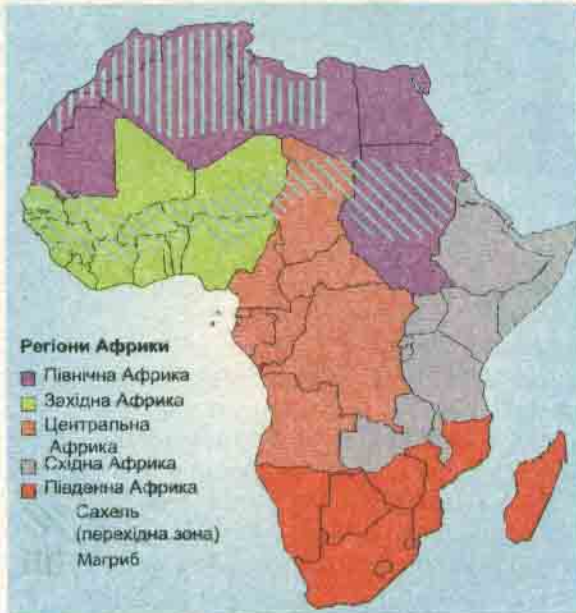 Регіони Африки
Північна Африка
Західна Африка
Центральна
Африка
Східна Африка
Південна Африка
Сахель
(перехідна зона)
Магриб